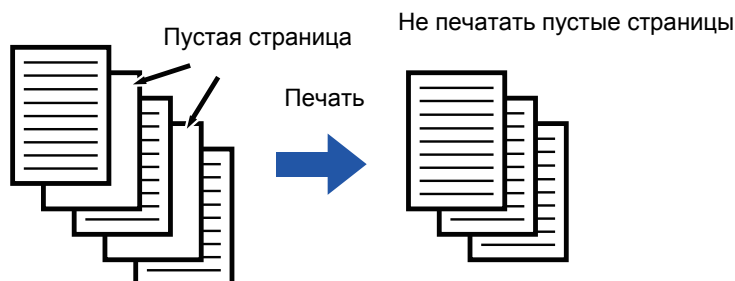 Пустая страница
Не печатать пустые страницы
Печать